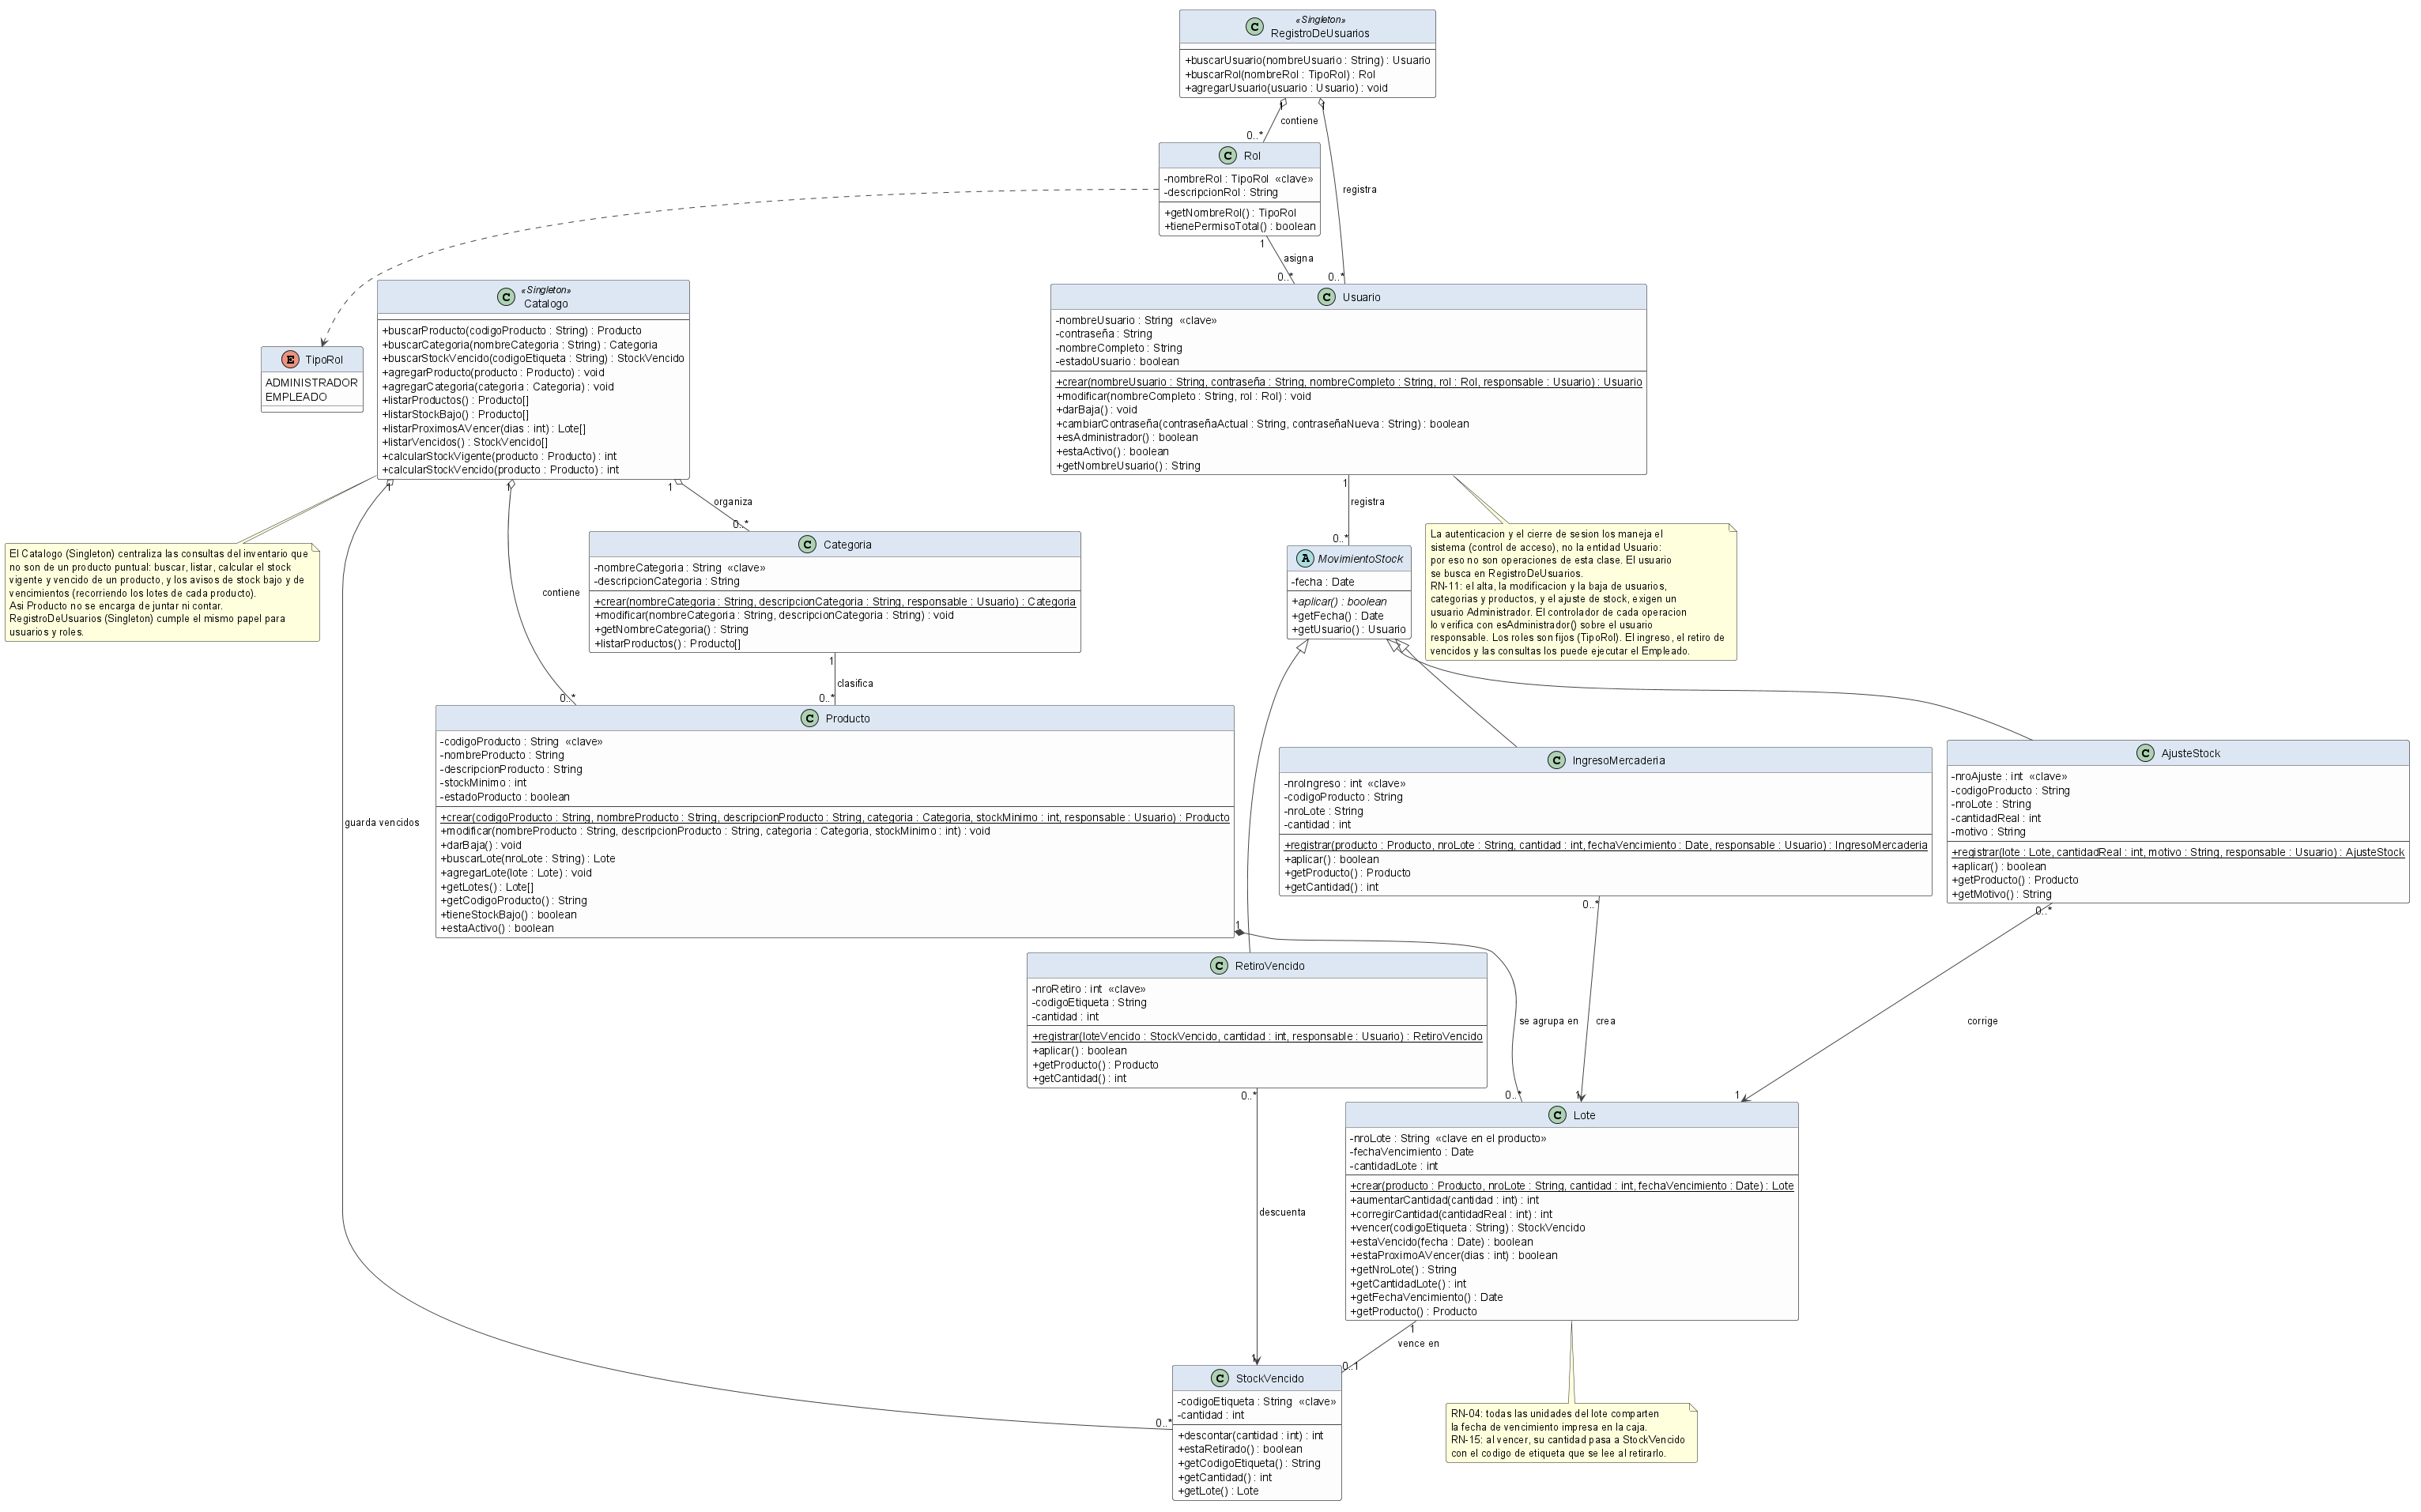 «Singleton»
C RegistroDeUsuarios
+buscarUsuario(nombreUsuario : String) : Usuario
+buscarRol(nombreRol : TipoRol) : Rol
+agregarUsuario(usuario : Usuario) : void
1
1
contiene
0..*
registra
C Rol
-nombreRol : TipoRol «clave»
-descripcionRol : String
+getNombreRol() : TipoRol
+tienePermisoTotal() : boolean
1
asigna
0..*
0..*
E TipoRol
ADMINISTRADOR
EMPLEADO
«Singleton»
C Catalogo
+buscarProducto(codigoProducto : String) : Producto
+buscarCategoria(nombreCategoria : String) : Categoria
+buscarStockVencido(codigoEtiqueta : String) : StockVencido
+agregarProducto(producto : Producto) : void
+agregarCategoria(categoria : Categoria) : void
+listarProductos() : Producto[]
+listarStockBajo() : Producto[]
+listarProximosAVencer(dias : int) : Lote[]
+listarVencidos() : StockVencido[]
+calcularStockVigente(producto : Producto) : int
+calcularStockVencido(producto : Producto) : int
C Usuario
-nombreUsuario : String «clave»
-contraseña : String
-nombreCompleto : String
-estadoUsuario : boolean
+crear(nombreUsuario : String, contraseña : String, nombreCompleto : String, rol : Rol, responsable : Usuario) : Usuario
+modificar(nombreCompleto : String, rol : Rol) : void
+darBaja() : void
+cambiarContraseña(contraseñaActual : String, contraseñaNueva : String) : boolean
+esAdministrador() : boolean
+estaActivo() : boolean
+getNombreUsuario() : String
1
1
1
organiza
0..*
1
registra
0..*
El Catalogo (Singleton) centraliza las consultas del inventario que
no son de un producto puntual: buscar, listar, calcular el stock
vigente y vencido de un producto, y los avisos de stock bajo y de
vencimientos (recorriendo los lotes de cada producto).
Asi Producto no se encarga de juntar ni contar.
RegistroDeUsuarios (Singleton) cumple el mismo papel para
usuarios y roles.
contiene
C Categoria
-nombreCategoria : String «clave»
-descripcionCategoria : String
+crear(nombreCategoria : String, descripcionCategoria : String, responsable : Usuario) : Categoria
+modificar(nombreCategoria : String, descripcionCategoria : String) : void
+getNombreCategoria() : String
+listarProductos() : Producto[]
A MovimientoStock
-fecha : Date
+aplicar() : boolean
+getFecha() : Date
+getUsuario() : Usuario
La autenticacion y el cierre de sesion los maneja el
sistema (control de acceso), no la entidad Usuario:
por eso no son operaciones de esta clase. El usuario
se busca en RegistroDeUsuarios.
RN-11: el alta, la modificacion y la baja de usuarios,
categorias y productos, y el ajuste de stock, exigen un
usuario Administrador. El controlador de cada operacion
lo verifica con esAdministrador() sobre el usuario
responsable. Los roles son fijos (TipoRol). El ingreso, el retiro de
vencidos y las consultas los puede ejecutar el Empleado.
1
clasifica
0..*
0..*
C Producto
-codigoProducto : String «clave»
-nombreProducto : String
-descripcionProducto : String
-stockMinimo : int
-estadoProducto : boolean
+crear(codigoProducto : String, nombreProducto : String, descripcionProducto : String, categoria : Categoria, stockMinimo : int, responsable : Usuario) : Producto
+modificar(nombreProducto : String, descripcionProducto : String, categoria : Categoria, stockMinimo : int) : void
+darBaja() : void
+buscarLote(nroLote : String) : Lote
+agregarLote(lote : Lote) : void
+getLotes() : Lote[]
+getCodigoProducto() : String
+tieneStockBajo() : boolean
+estaActivo() : boolean
guarda vencidos
C IngresoMercaderia
-nroIngreso : int «clave»
-codigoProducto : String
-nroLote : String
-cantidad : int
+registrar(producto : Producto, nroLote : String, cantidad : int, fechaVencimiento : Date, responsable : Usuario) : IngresoMercaderia
+aplicar() : boolean
+getProducto() : Producto
+getCantidad() : int
C AjusteStock
-nroAjuste : int «clave»
-codigoProducto : String
-nroLote : String
-cantidadReal : int
-motivo : String
+registrar(lote : Lote, cantidadReal : int, motivo : String, responsable : Usuario) : AjusteStock
+aplicar() : boolean
+getProducto() : Producto
+getMotivo() : String
1
0..*
0..*
C RetiroVencido
-nroRetiro : int «clave»
-codigoEtiqueta : String
-cantidad : int
+registrar(loteVencido : StockVencido, cantidad : int, responsable : Usuario) : RetiroVencido
+aplicar() : boolean
+getProducto() : Producto
+getCantidad() : int
se agrupa en
crea
corrige
0..*
0..*
1
1
C Lote
-nroLote : String «clave en el producto»
-fechaVencimiento : Date
-cantidadLote : int
+crear(producto : Producto, nroLote : String, cantidad : int, fechaVencimiento : Date) : Lote
+aumentarCantidad(cantidad : int) : int
+corregirCantidad(cantidadReal : int) : int
+vencer(codigoEtiqueta : String) : StockVencido
+estaVencido(fecha : Date) : boolean
+estaProximoAVencer(dias : int) : boolean
+getNroLote() : String
+getCantidadLote() : int
+getFechaVencimiento() : Date
+getProducto() : Producto
descuenta
1
vence en
1
0..1
0..*
C StockVencido
-codigoEtiqueta : String «clave»
-cantidad : int
+descontar(cantidad : int) : int
+estaRetirado() : boolean
+getCodigoEtiqueta() : String
+getCantidad() : int
+getLote() : Lote
RN-04: todas las unidades del lote comparten
la fecha de vencimiento impresa en la caja.
RN-15: al vencer, su cantidad pasa a StockVencido
con el codigo de etiqueta que se lee al retirarlo.